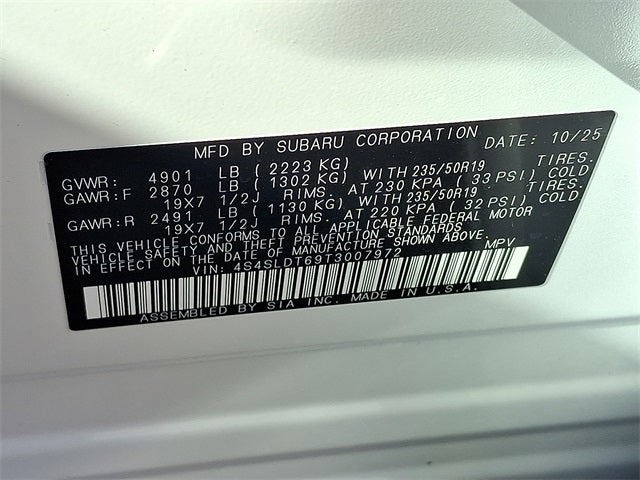 MFD BY SUBARU CORPORATION DATE: 10/25
GVWR: 4901 LB ( 2223 KG)
GAWR:F 2870 LB ( 1302 KG) WITH 235/50R19 TIRES.
19X7 1/2J RIMS. AT 230 KPA ( 33 PSI) COLD
GAWR:R 2491 LB ( 1130 KG) WITH 235/50R19 TIRES.
19X7 1/2J RIMS. AT 220 KPA ( 32 PSI) COLD
THIS VEHICLE CONFORMS TO ALL APPLICABLE FEDERAL MOTOR
VEHICLE SAFETY AND THEFT PREVENTION STANDARDS
IN EFFECT ON THE DATE OF MANUFACTURE SHOWN ABOVE.
VIN: 4S4SLDT69T3007972 MPV
ASSEMBLED BY SIA INC. MADE IN U.S.A.